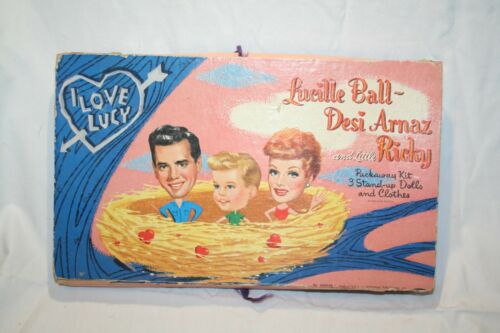 I LOVE
LUCY
Lucille Ball-
Desi Arnaz
and little Ricky
Packaway Kit
3 Stand-up Dolls
and Clothes